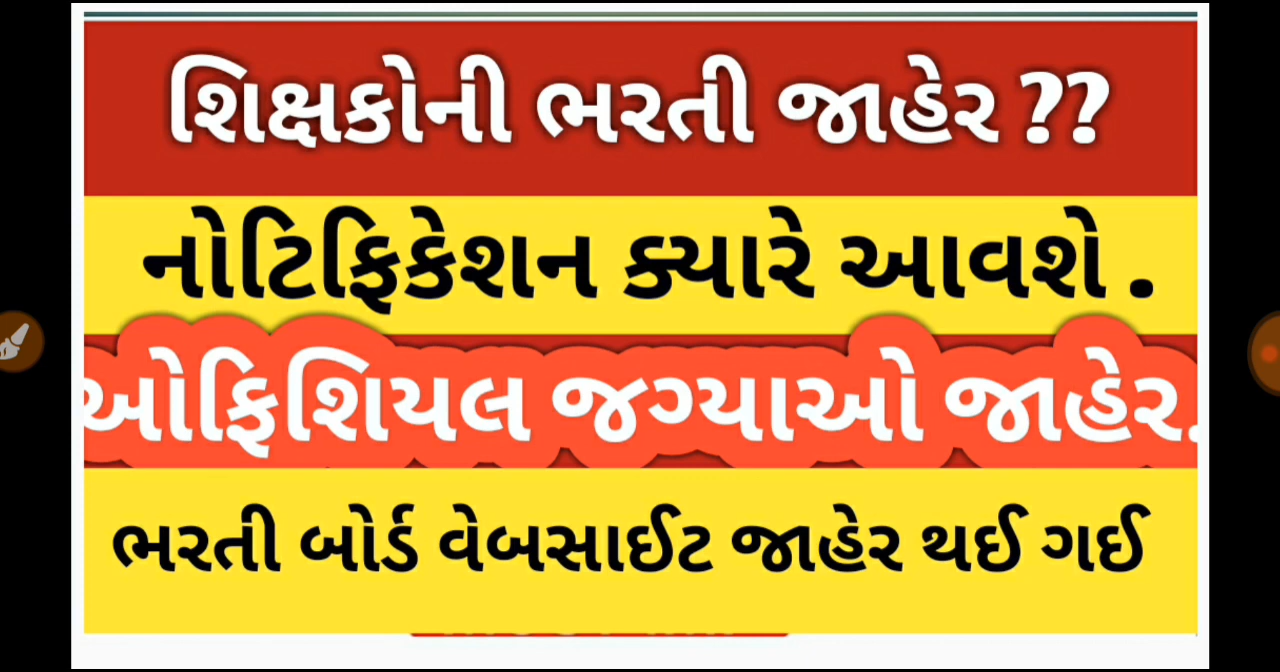 શિક્ષકોની ભરતી જાહેર ??
નોટિફિકેશન ક્યારે આવશે .
ઓફિશિયલ જગ્યાઓ જાહેર.
ભરતી બોર્ડ વેબસાઈટ જાહેર થઈ ગઈ